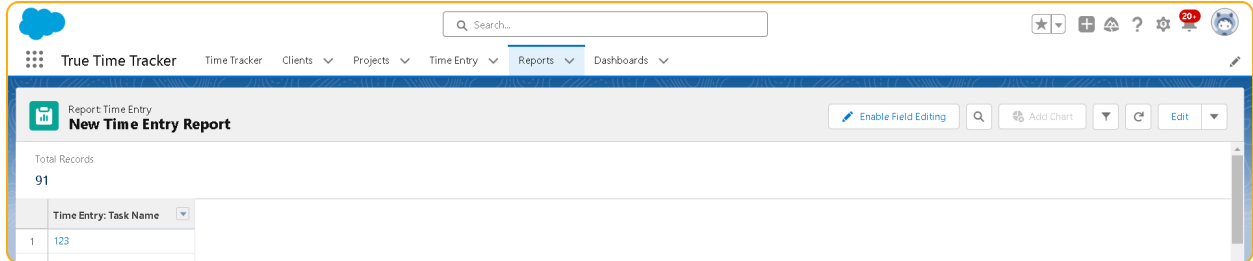 Search...
20+
True Time Tracker Time Tracker Clients Projects Time Entry Reports Dashboards
Report: Time Entry
New Time Entry Report
Enable Field Editing Add Chart Edit
Total Records
91
Time Entry: Task Name
1 123